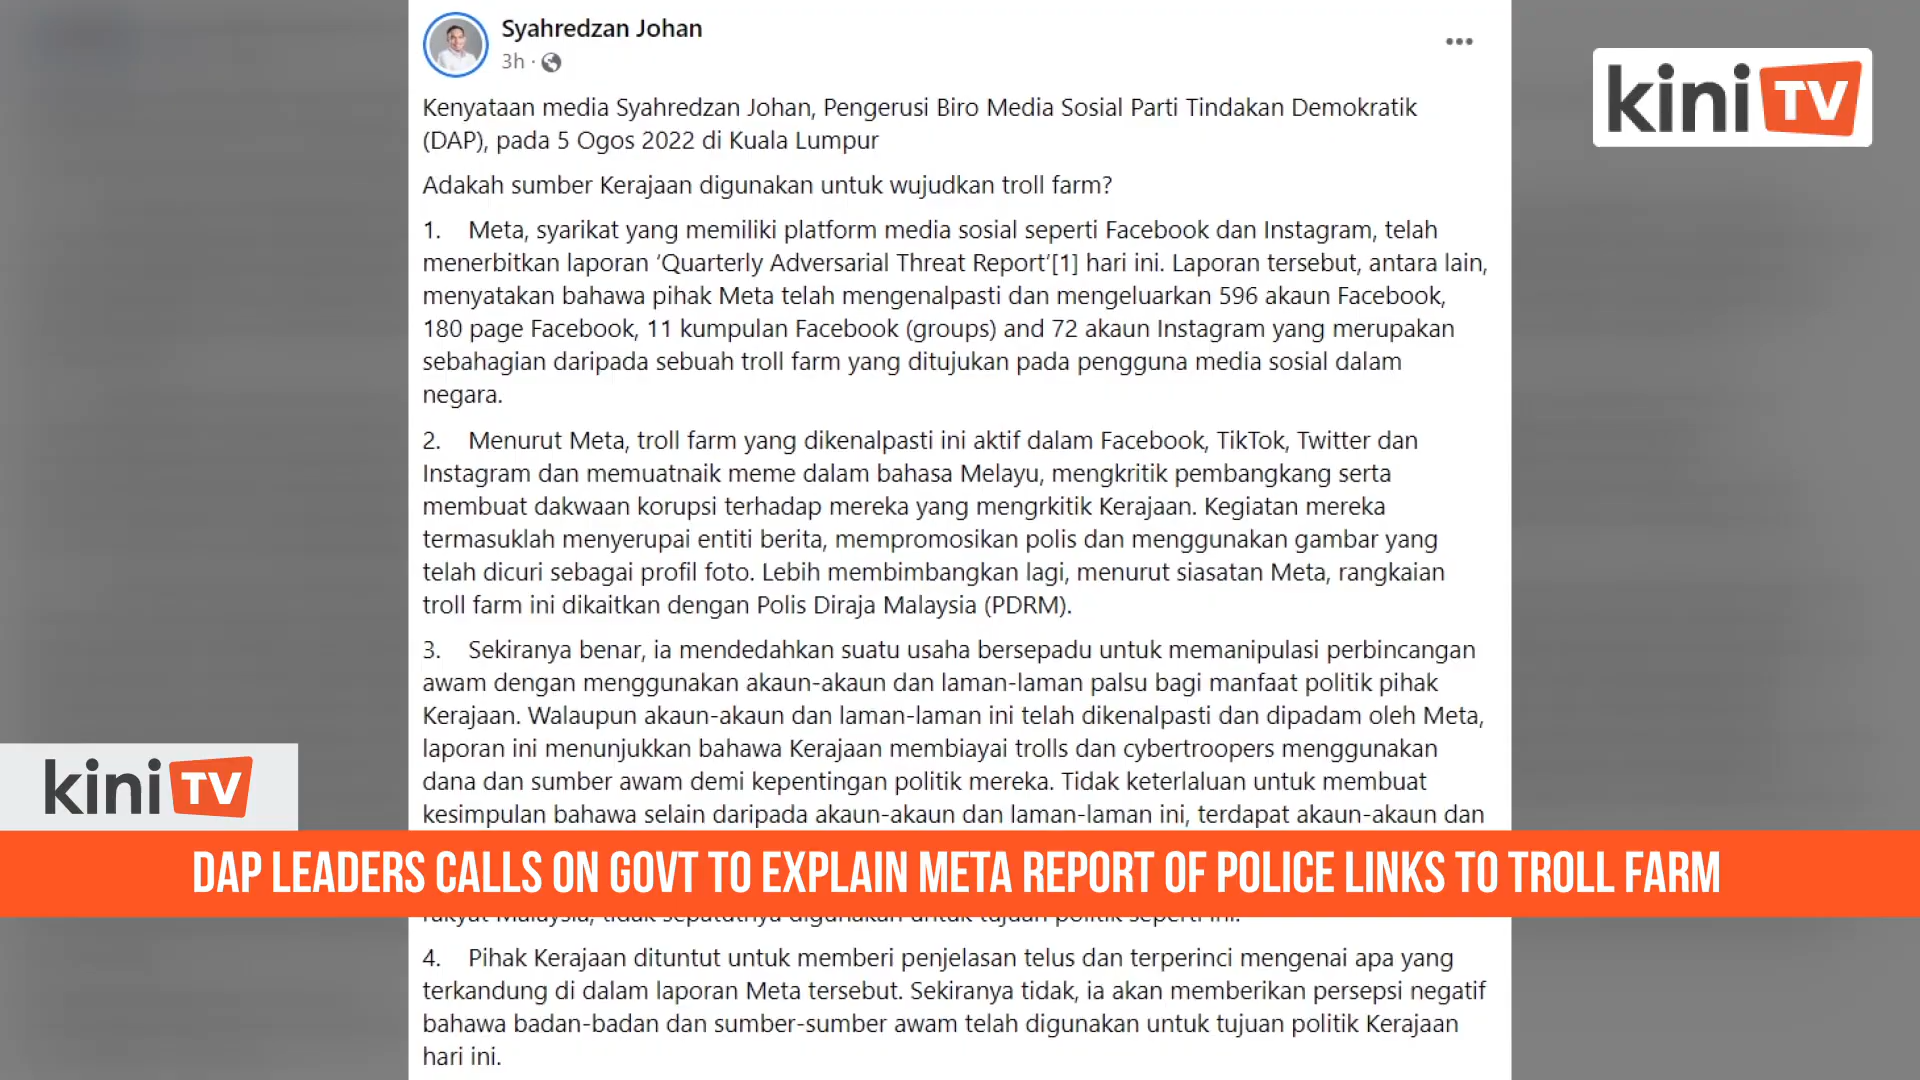 Syahredzan Johan
3h ·
kini TV
Kenyataan media Syahredzan Johan, Pengerusi Biro Media Sosial Parti Tindakan Demokratik
(DAP), pada 5 Ogos 2022 di Kuala Lumpur
Adakah sumber Kerajaan digunakan untuk wujudkan troll farm?
1. Meta, syarikat yang memiliki platform media sosial seperti Facebook dan Instagram, telah
menerbitkan laporan ‘Quarterly Adversarial Threat Report’[1] hari ini. Laporan tersebut, antara lain,
menyatakan bahawa pihak Meta telah mengenalpasti dan mengeluarkan 596 akaun Facebook,
180 page Facebook, 11 kumpulan Facebook (groups) and 72 akaun Instagram yang merupakan
sebahagian daripada sebuah troll farm yang ditujukan pada pengguna media sosial dalam
negara.
2. Menurut Meta, troll farm yang dikenalpasti ini aktif dalam Facebook, TikTok, Twitter dan
Instagram dan memuatnaik meme dalam bahasa Melayu, mengkritik pembangkang serta
membuat dakwaan korupsi terhadap mereka yang mengrkitik Kerajaan. Kegiatan mereka
termasuklah menyerupai entiti berita, mempromosikan polis dan menggunakan gambar yang
telah dicuri sebagai profil foto. Lebih membimbangkan lagi, menurut siasatan Meta, rangkaian
troll farm ini dikaitkan dengan Polis Diraja Malaysia (PDRM).
3. Sekiranya benar, ia mendedahkan suatu usaha bersepadu untuk memanipulasi perbincangan
awam dengan menggunakan akaun-akaun dan laman-laman palsu bagi manfaat politik pihak
Kerajaan. Walaupun akaun-akaun dan laman-laman ini telah dikenalpasti dan dipadam oleh Meta,
laporan ini menunjukkan bahawa Kerajaan membiayai trolls dan cybertroopers menggunakan
dana dan sumber awam demi kepentingan politik mereka. Tidak keterlaluan untuk membuat
kesimpulan bahawa selain daripada akaun-akaun dan laman-laman ini, terdapat akaun-akaun dan
kini TV
DAP LEADERS CALLS ON GOVT TO EXPLAIN META REPORT OF POLICE LINKS TO TROLL FARM
rakyat Malaysia, tidak sepatutnya digunakan untuk tujuan politik seperti ini.
4. Pihak Kerajaan dituntut untuk memberi penjelasan telus dan terperinci mengenai apa yang
terkandung di dalam laporan Meta tersebut. Sekiranya tidak, ia akan memberikan persepsi negatif
bahawa badan-badan dan sumber-sumber awam telah digunakan untuk tujuan politik Kerajaan
hari ini.